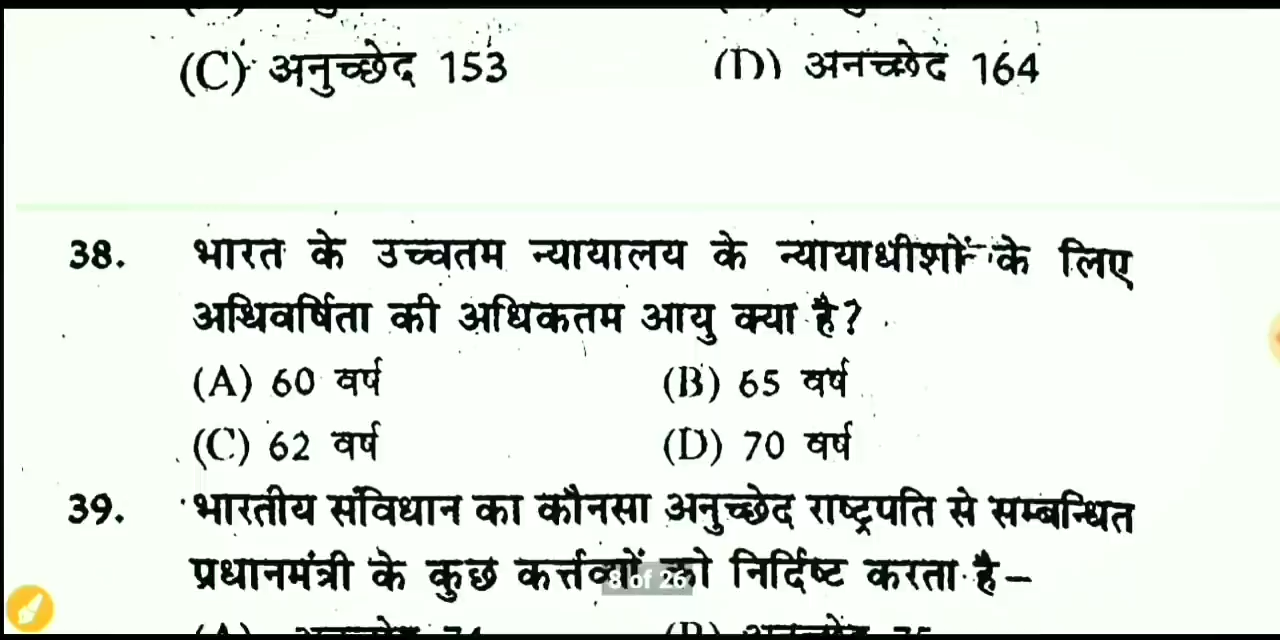 (C) अनुच्छेद 153 (D) अनुच्छेद 164
38. भारत के उच्चतम न्यायालय के न्यायाधीशों के लिए
अधिवर्षिता की अधिकतम आयु क्या है?
(A) 60 वर्ष (B) 65 वर्ष
(C) 62 वर्ष (D) 70 वर्ष
39. भारतीय संविधान का कौनसा अनुच्छेद राष्ट्रपति से सम्बन्धित
प्रधानमंत्री के कुछ कर्त्तव्यों को निर्दिष्ट करता है–
8 of 26